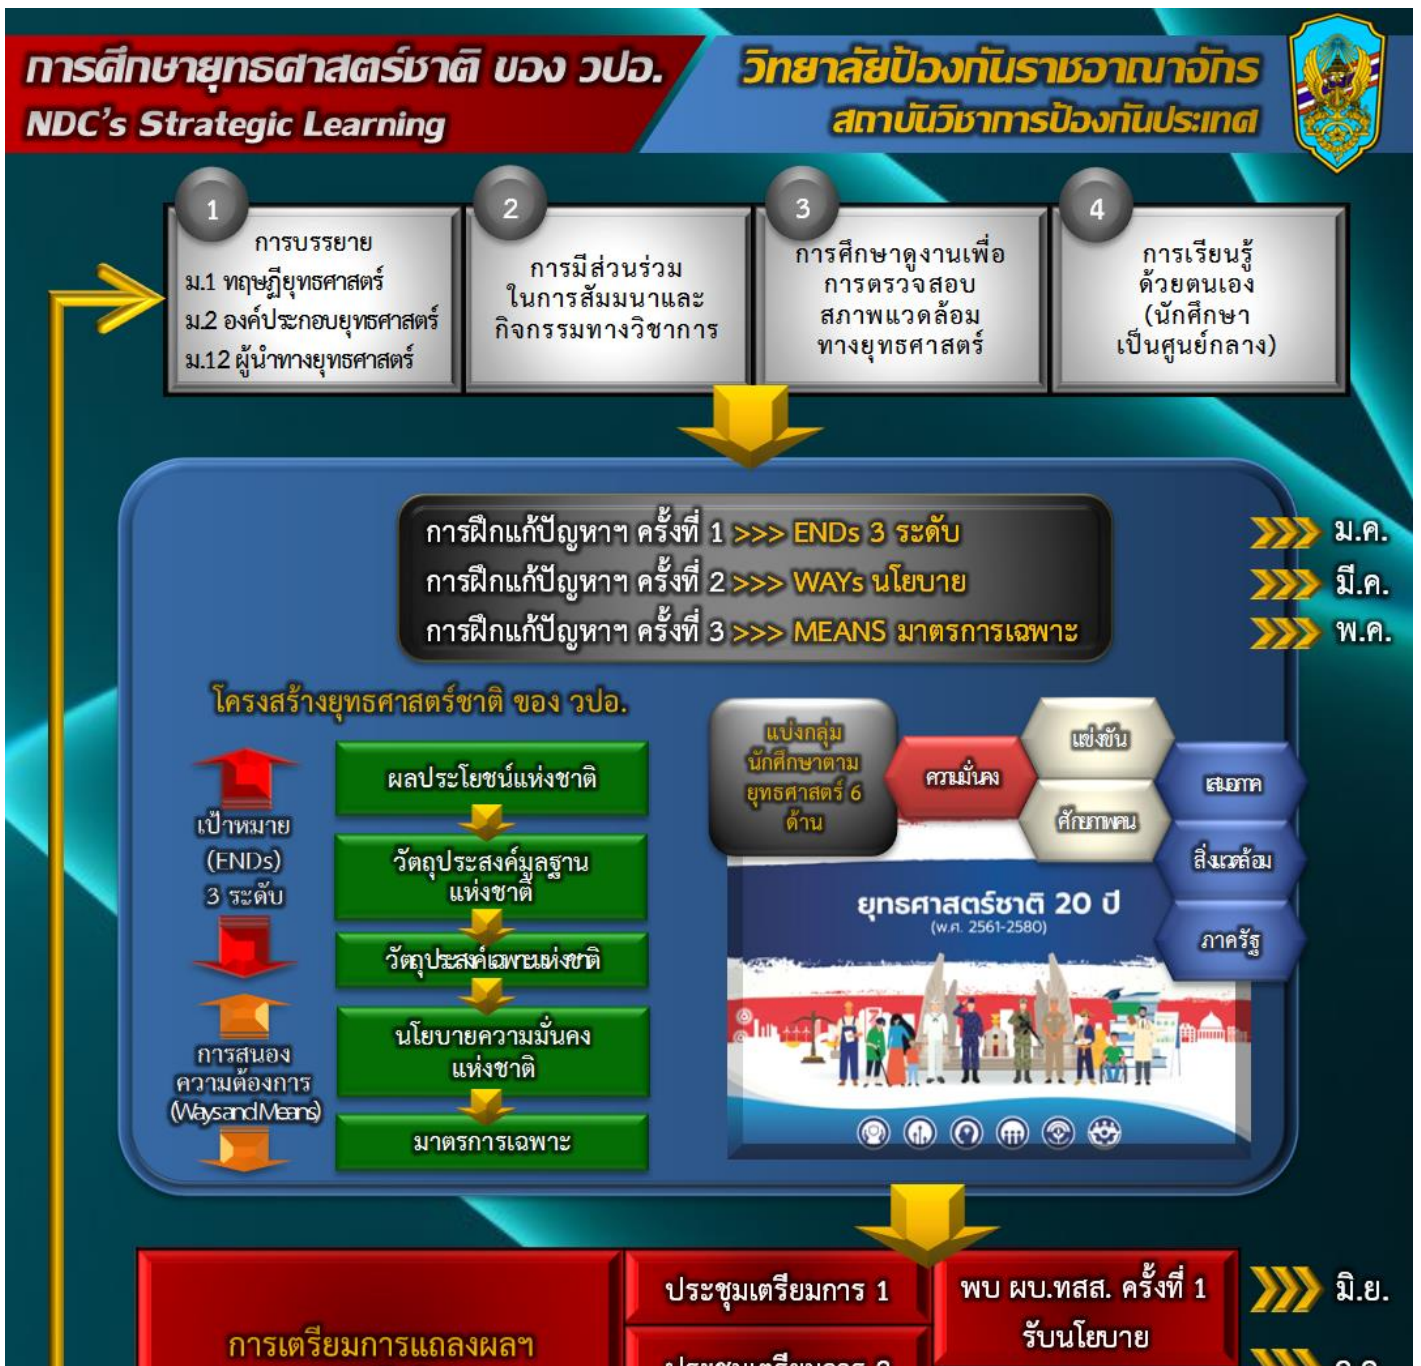 การศึกษายุทธศาสตร์ชาติ ของ วปอ.
NDC's Strategic Learning
วิทยาลัยป้องกันราชอาณาจักร
สถาบันวิชาการป้องกันประเทศ
1
การบรรยาย
ม.1 ทฤษฎียุทธศาสตร์
ม.2 องค์ประกอบยุทธศาสตร์
ม.12 ผู้นำทางยุทธศาสตร์
2
การมีส่วนร่วม
ในการสัมมนาและ
กิจกรรมทางวิชาการ
3
การศึกษาดูงานเพื่อ
การตรวจสอบ
สภาพแวดล้อม
ทางยุทธศาสตร์
4
การเรียนรู้
ด้วยตนเอง
(นักศึกษา
เป็นศูนย์กลาง)
การฝึกแก้ปัญหาฯ ครั้งที่ 1 >>> ENDs 3 ระดับ
ม.ค.
การฝึกแก้ปัญหาฯ ครั้งที่ 2 >>> WAYs นโยบาย
มี.ค.
การฝึกแก้ปัญหาฯ ครั้งที่ 3 >>> MEANS มาตรการเฉพาะ
พ.ค.
โครงสร้างยุทธศาสตร์ชาติ ของ วปอ.
เป้าหมาย
(ENDs)
3 ระดับ
การสนอง
ความต้องการ
(Ways and Means)
ผลประโยชน์แห่งชาติ
วัตถุประสงค์มูลฐาน
แห่งชาติ
วัตถุประสงค์เฉพาะแห่งชาติ
นโยบายความมั่นคง
แห่งชาติ
มาตรการเฉพาะ
แบ่งกลุ่ม
นักศึกษาตาม
ยุทธศาสตร์ 6
ด้าน
ความมั่นคง
แข่งขัน
ศักยภาพคน
เสมอภาค
สิ่งแวดล้อม
ภาครัฐ
ยุทธศาสตร์ชาติ 20 ปี
(พ.ศ. 2561-2580)
การเตรียมการแถลงผลฯ
ประชุมเตรียมการ 1
พบ ผบ.ทสส. ครั้งที่ 1
รับนโยบาย
มิ.ย.